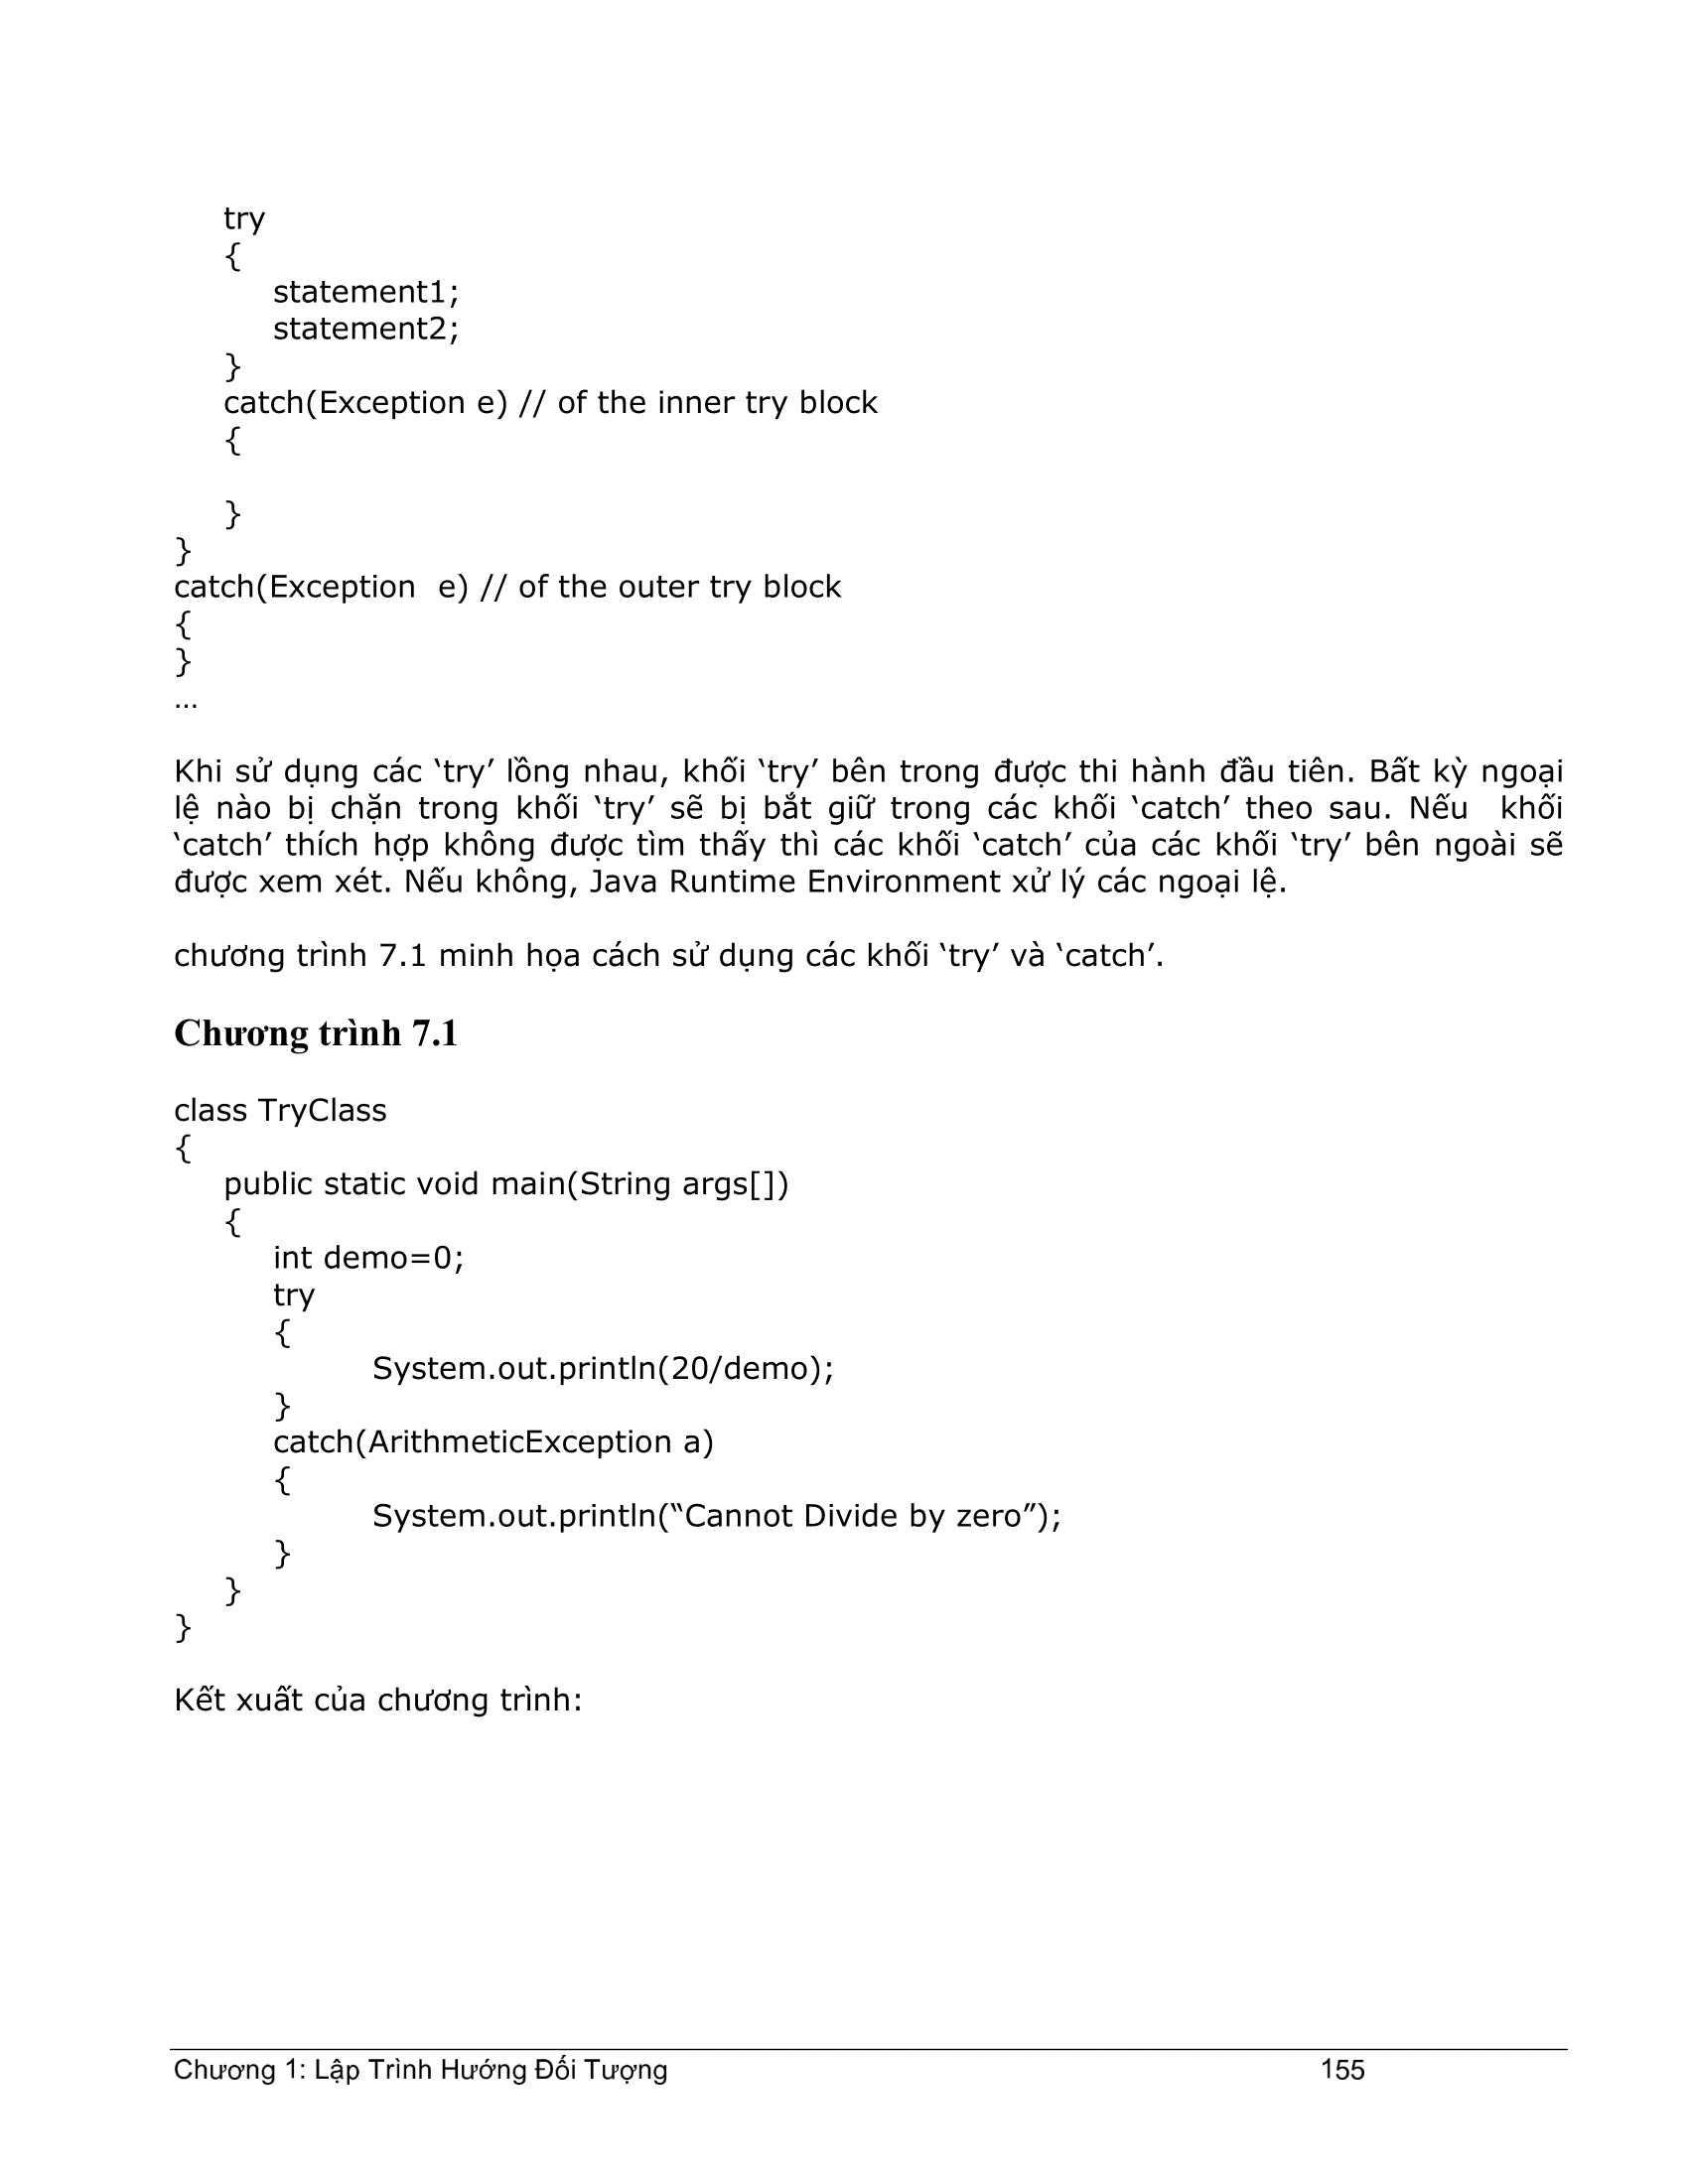 try
{
statement1;
statement2;
}
catch(Exception e) // of the inner try block
{
}
}
catch(Exception  e) // of the outer try block
{
}
…
Khi sử dụng các ‘try’ lồng nhau, khối ‘try’ bên trong được thi hành đầu tiên. Bất kỳ ngoại
lệ nào bị chặn trong khối ‘try’ sẽ bị bắt giữ trong các khối ‘catch’ theo sau. Nếu  khối
‘catch’ thích hợp không được tìm thấy thì các khối ‘catch’ của các khối ‘try’ bên ngoài sẽ
được xem xét. Nếu không, Java Runtime Environment xử lý các ngoại lệ.
chương trình 7.1 minh họa cách sử dụng các khối ‘try’ và ‘catch’.
Chương trình 7.1
class TryClass
{
public static void main(String args[])
{
int demo=0;
try
{
System.out.println(20/demo);
}
catch(ArithmeticException a)
{
System.out.println(“Cannot Divide by zero”);
}
}
}
Kết xuất của chương trình:
Chương 1: Lập Trình Hướng Đối Tượng 155